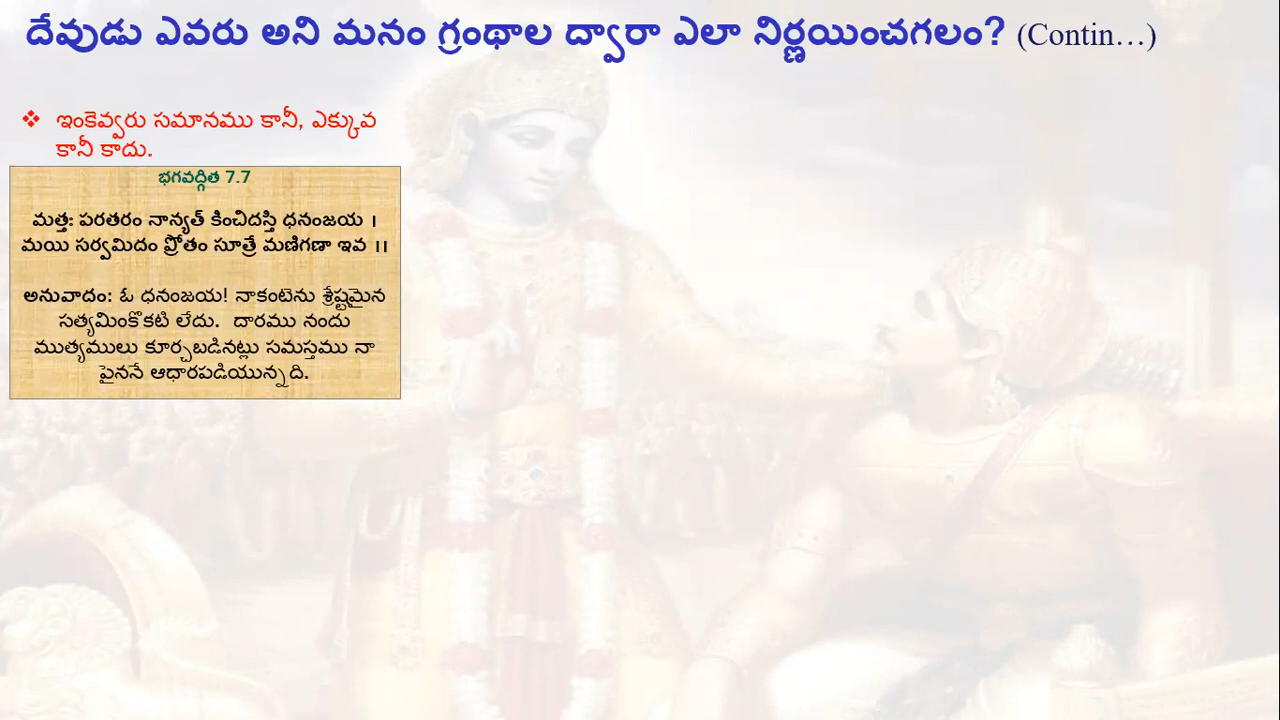 దేవుడు ఎవరు అని మనం గ్రంథాల ద్వారా ఎలా నిర్ణయించగలం? (Contin…)
❖ ఇంకెవ్వరు సమానము కానీ, ఎక్కువ
కానీ కాదు.
భగవద్గీత 7.7
మత్తః పరతరం నాన్యత్ కించిదస్తి ధనంజయ ।
మయి సర్వమిదం ప్రోతం సూత్రే మణిగణా ఇవ ।।
అనువాదం: ఓ ధనంజయ! నాకంటెను శ్రేష్టమైన
సత్యమింకొకటి లేదు. దారము నందు
ముత్యములు కూర్చబడినట్లు సమస్తము నా
పైననే ఆధారపడియున్నది.